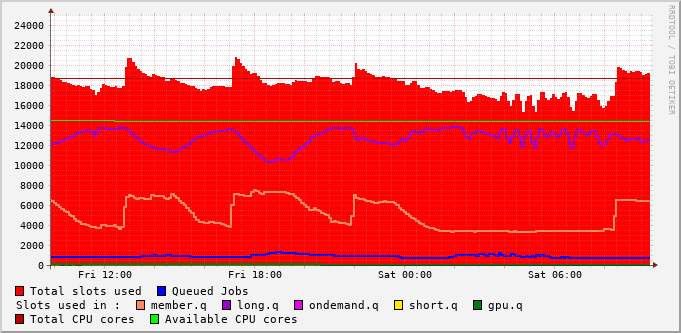 24000
22000
20000
18000
16000
14000
12000
10000
8000
6000
4000
2000
0
Fri 12:00 Fri 18:00 Sat 00:00 Sat 06:00
RRDTOOL / TOBI OETIKER
Total slots used Queued Jobs
Slots used in : member.q long.q ondemand.q short.q gpu.q
Total CPU cores Available CPU cores